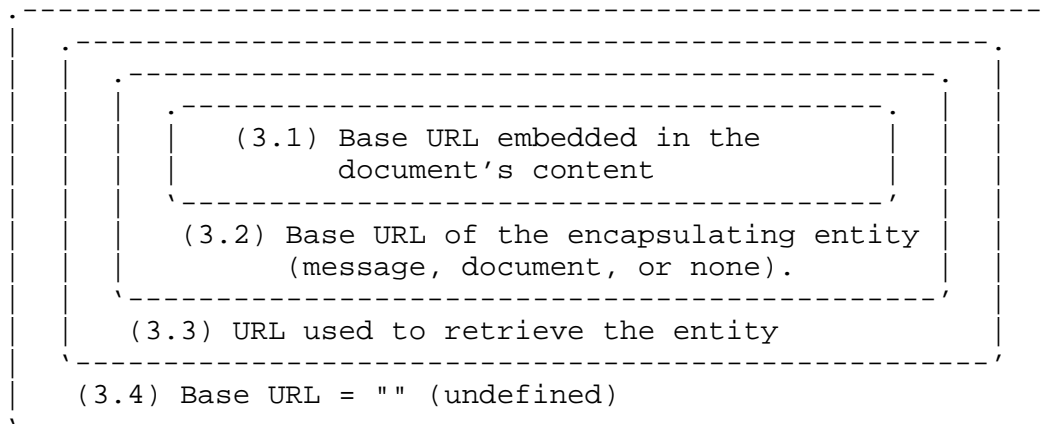 (3.1) Base URL embedded in the
document's content
(3.2) Base URL of the encapsulating entity
(message, document, or none).
(3.3) URL used to retrieve the entity
(3.4) Base URL = "" (undefined)